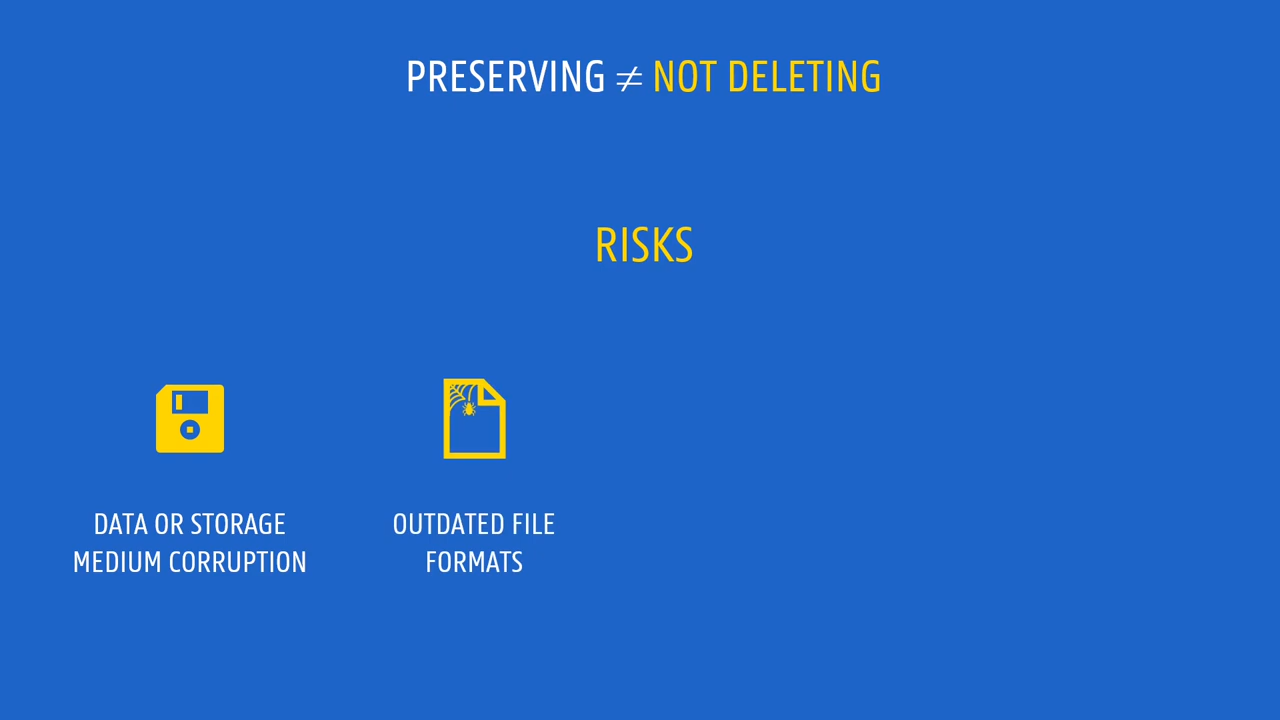 PRESERVING ≠ NOT DELETING
RISKS
DATA OR STORAGE
MEDIUM CORRUPTION
OUTDATED FILE
FORMATS